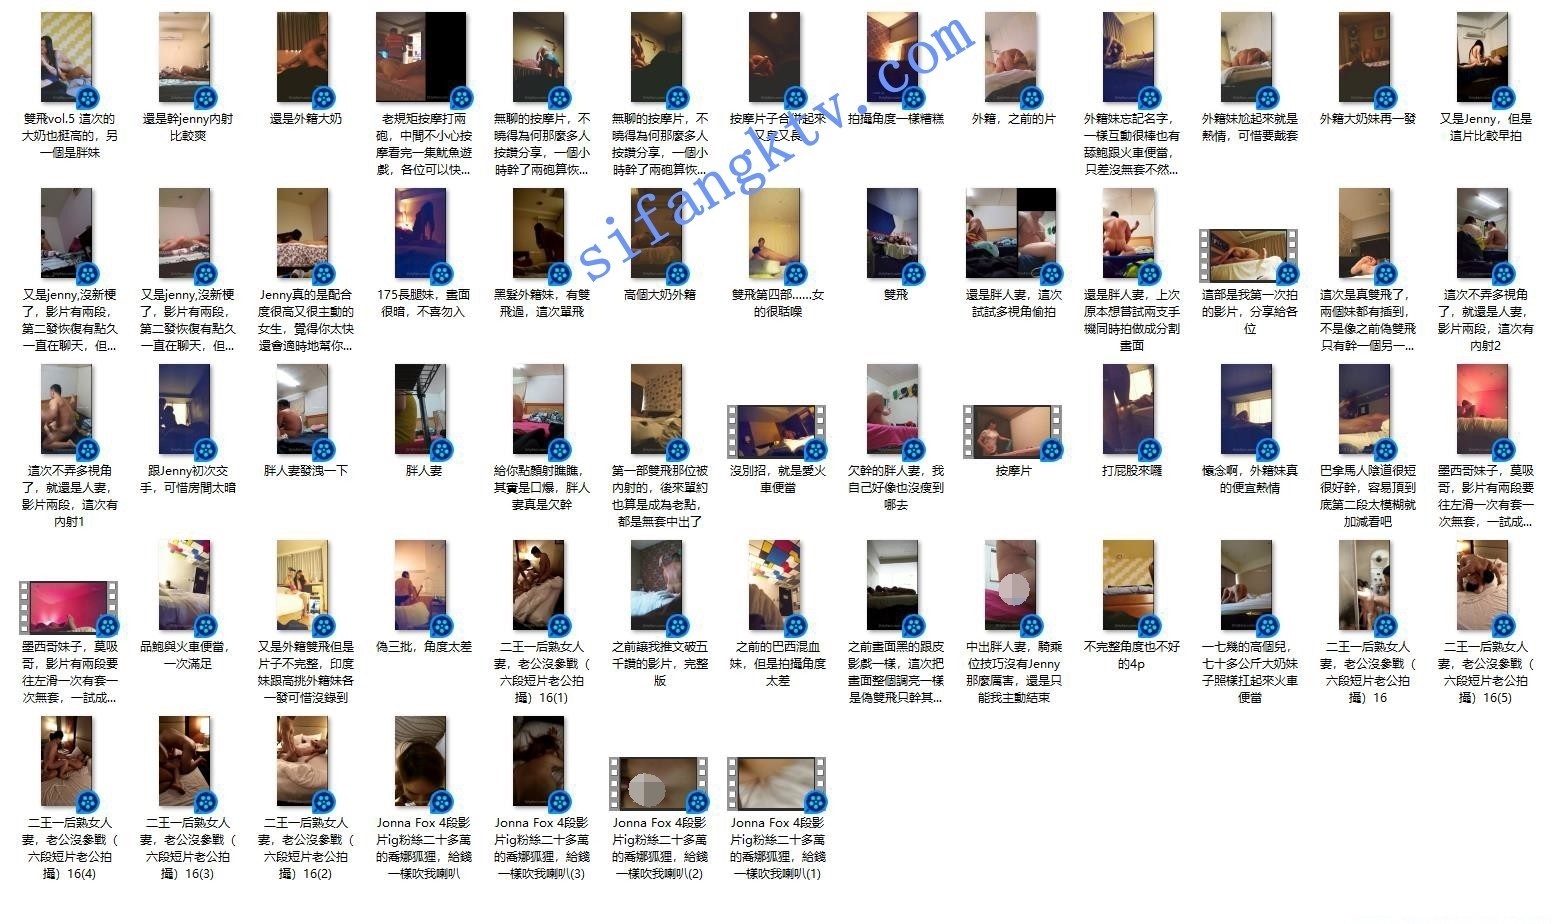 sifangktv.com
雙飛vol.5 這次的
大奶也挺高的，另
一個是胖妹
還是幹jenny內射
比較爽
還是外籍大奶
老規矩按摩打兩
砲，中間不小心按
摩看完一集魷魚遊
戲，各位可以快...
無聊的按摩片，不
曉得為何那麼多人
按讚分享，一個小
時幹了兩砲算恢...
無聊的按摩片，不
曉得為何那麼多人
按讚分享，一個小
時幹了兩砲算恢...
按摩片子合
起來
又臭又長
拍攝角度一樣糟糕
外籍，之前的片
外籍妹忘記名字，
一樣互動很棒也有
舔鮑跟火車便當，
只差沒無套不然...
外籍妹尬起來就是
熱情，可惜要戴套
外籍大奶妹再一發
又是Jenny，但是
這片比較早拍
又是jenny,沒新梗
了，影片有兩段，
第二發恢復有點久
一直在聊天，但...
又是jenny,沒新梗
了，影片有兩段，
第二發恢復有點久
一直在聊天，但...
Jenny真的是配合
度很高又很主動的
女生，覺得你太快
還會適時地幫你...
175長腿妹，畫面
很暗，不喜勿入
黑髮外籍妹，有雙
飛過，這次單飛
高個大奶外籍
雙飛第四部......女
的很聒噪
雙飛
還是胖人妻，這次
試試多視角偷拍
還是胖人妻，上次
原本想嘗試兩支手
機同時拍做成分割
畫面
這部是我第一次拍
的影片，分享給各
位
這次是真雙飛了，
兩個妹都有插到，
不是像之前偽雙飛
只有幹一個另一...
這次不弄多視角
了，就還是人妻，
影片兩段，這次有
內射2
這次不弄多視角
了，就還是人妻，
影片兩段，這次有
內射1
跟Jenny初次交
手，可惜房間太暗
胖人妻發洩一下
胖人妻
給你點顏射瞧瞧，
其實是口爆，胖人
妻真是欠幹
第一部雙飛那位被
內射的，後來單約
也算是成為老點，
都是無套中出了
沒別招，就是愛火
車便當
欠幹的胖人妻，我
自己好像也沒瘦到
哪去
按摩片
打屁股來囉
懷念啊，外籍妹真
的便宜熱情
巴拿馬人陰道很短
很好幹，容易頂到
底第二段太模糊就
加減看吧
墨西哥妹子，莫吸
哥，影片有兩段要
往左滑一次有套一
次無套，一試成...
墨西哥妹子，莫吸
哥，影片有兩段要
往左滑一次有套一
次無套，一試成...
品鮑與火車便當，
一次滿足
又是外籍雙飛但是
片子不完整，印度
妹跟高挑外籍妹各
一發可惜沒錄到
偽三批，角度太差
二王一后熟女人
妻，老公沒參戰（
六段短片老公拍
攝）16(1)
之前讓我推文破五
千讚的影片，完整
版
之前的巴西混血
妹，但是拍攝角度
太差
之前畫面黑的跟皮
影戲一樣，這次把
畫面整個調亮一樣
是偽雙飛只幹其...
中出胖人妻，騎乘
位技巧沒有Jenny
那麼厲害，還是只
能我主動結束
不完整角度也不好
的4p
一七幾的高個兒，
七十多公斤大奶妹
子照樣扛起來火車
便當
二王一后熟女人
妻，老公沒參戰（
六段短片老公拍
攝）16
二王一后熟女人
妻，老公沒參戰（
六段短片老公拍
攝）16(5)
二王一后熟女人
妻，老公沒參戰（
六段短片老公拍
攝）16(4)
二王一后熟女人
妻，老公沒參戰（
六段短片老公拍
攝）16(3)
二王一后熟女人
妻，老公沒參戰（
六段短片老公拍
攝）16(2)
Jonna Fox 4段影
片ig粉絲二十多萬
的喬娜狐狸，給錢
一樣吹我喇叭
Jonna Fox 4段影
片ig粉絲二十多萬
的喬娜狐狸，給錢
一樣吹我喇叭(3)
Jonna Fox 4段影
片ig粉絲二十多萬
的喬娜狐狸，給錢
一樣吹我喇叭(2)
Jonna Fox 4段影
片ig粉絲二十多萬
的喬娜狐狸，給錢
一樣吹我喇叭(1)